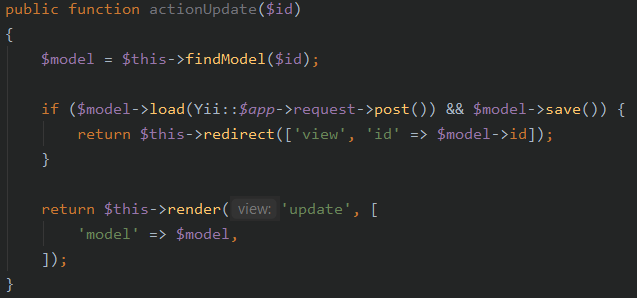 public function actionUpdate($id)
{
    $model = $this->findModel($id);

    if ($model->load(Yii::$app->request->post()) && $model->save()) {
        return $this->redirect(['view', 'id' => $model->id]);
    }

    return $this->render( view: 'update', [
        'model' => $model,
    ]);
}